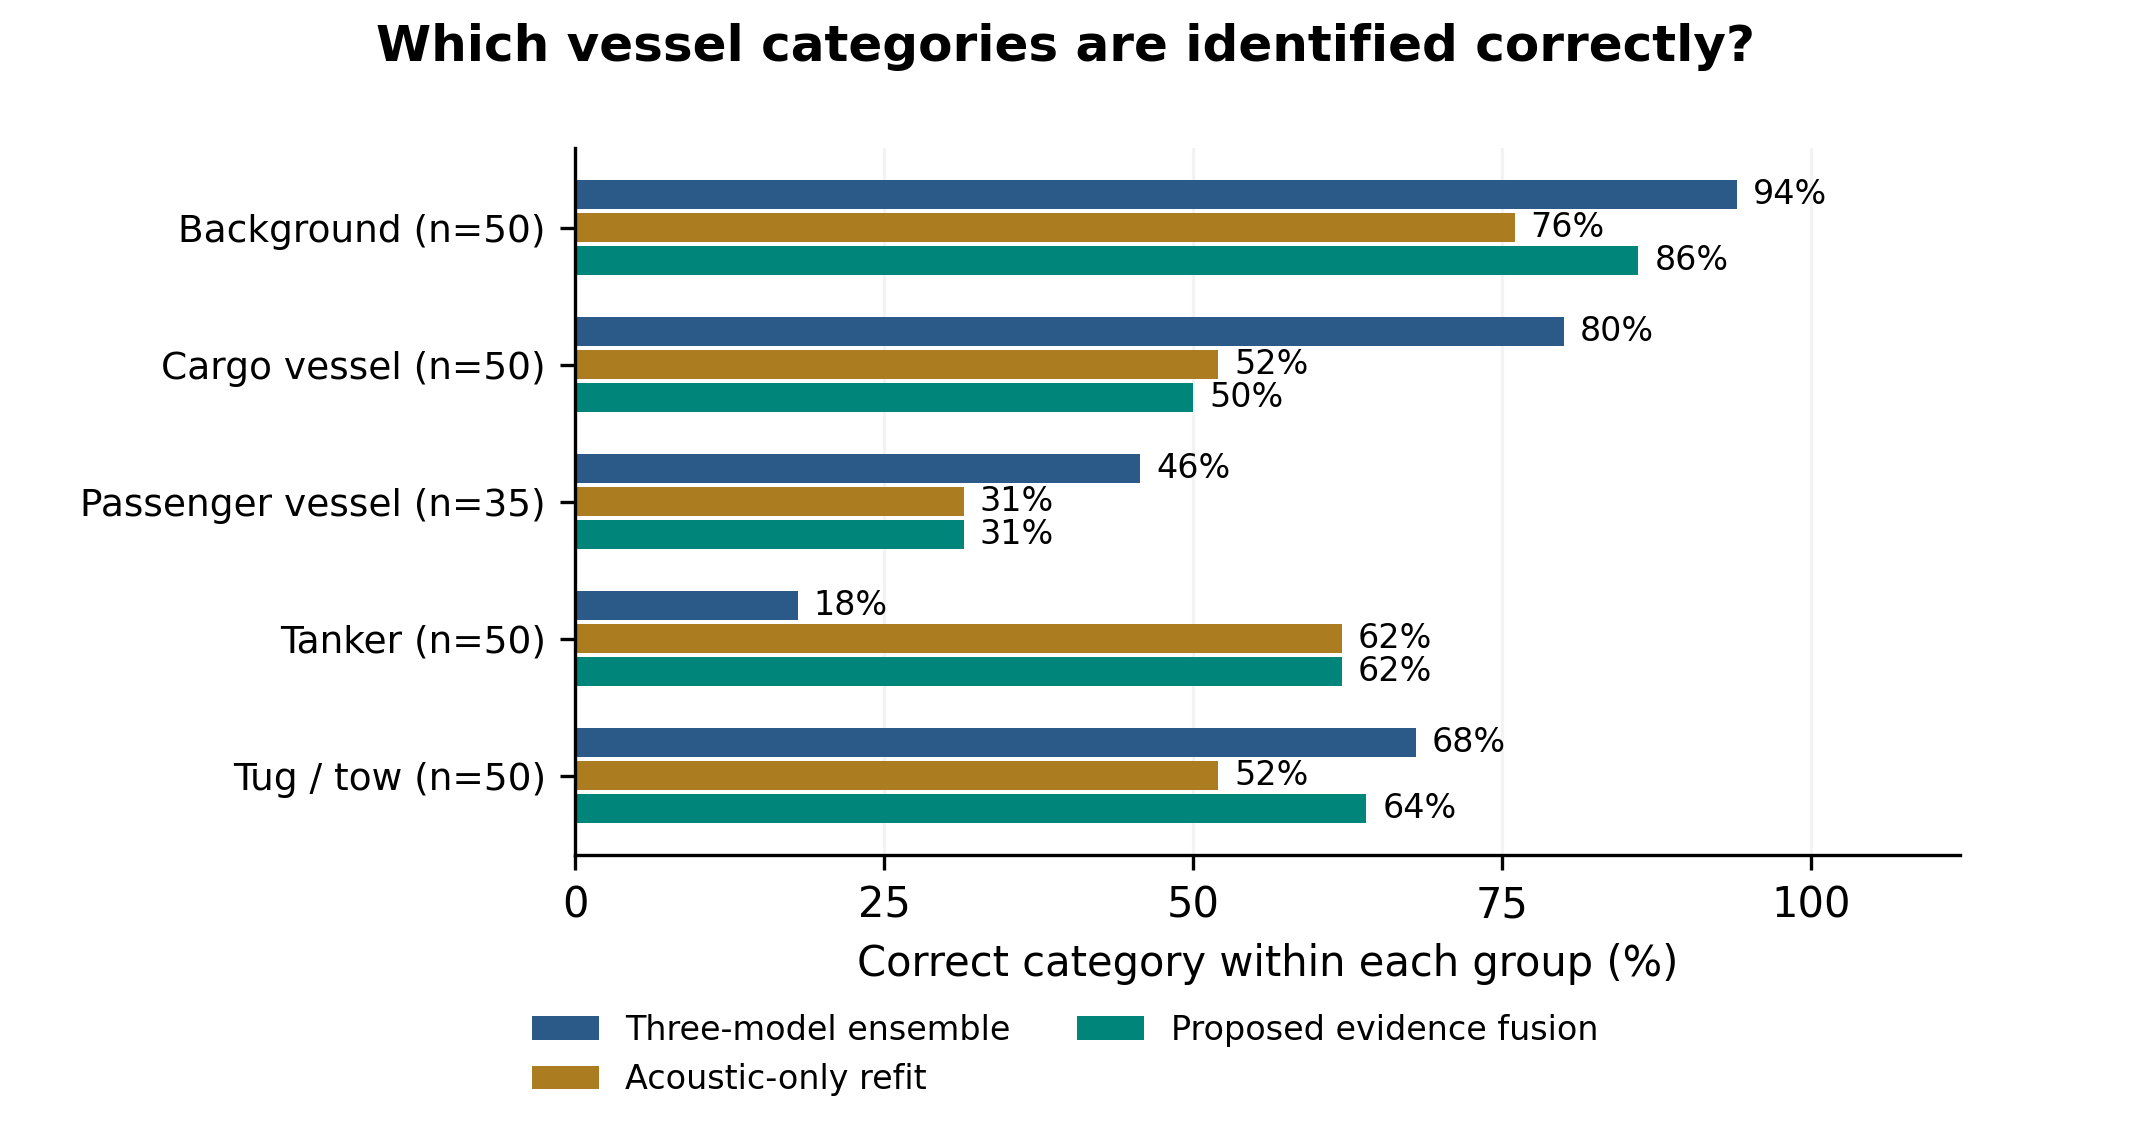 Which vessel categories are identified correctly?
Background (n=50)
94%
76%
86%
Cargo vessel (n=50)
80%
52%
50%
Passenger vessel (n=35)
46%
31%
31%
Tanker (n=50)
18%
62%
62%
Tug / tow (n=50)
68%
52%
64%
0 25 50 75 100
Correct category within each group (%)
Three-model ensemble
Acoustic-only refit
Proposed evidence fusion